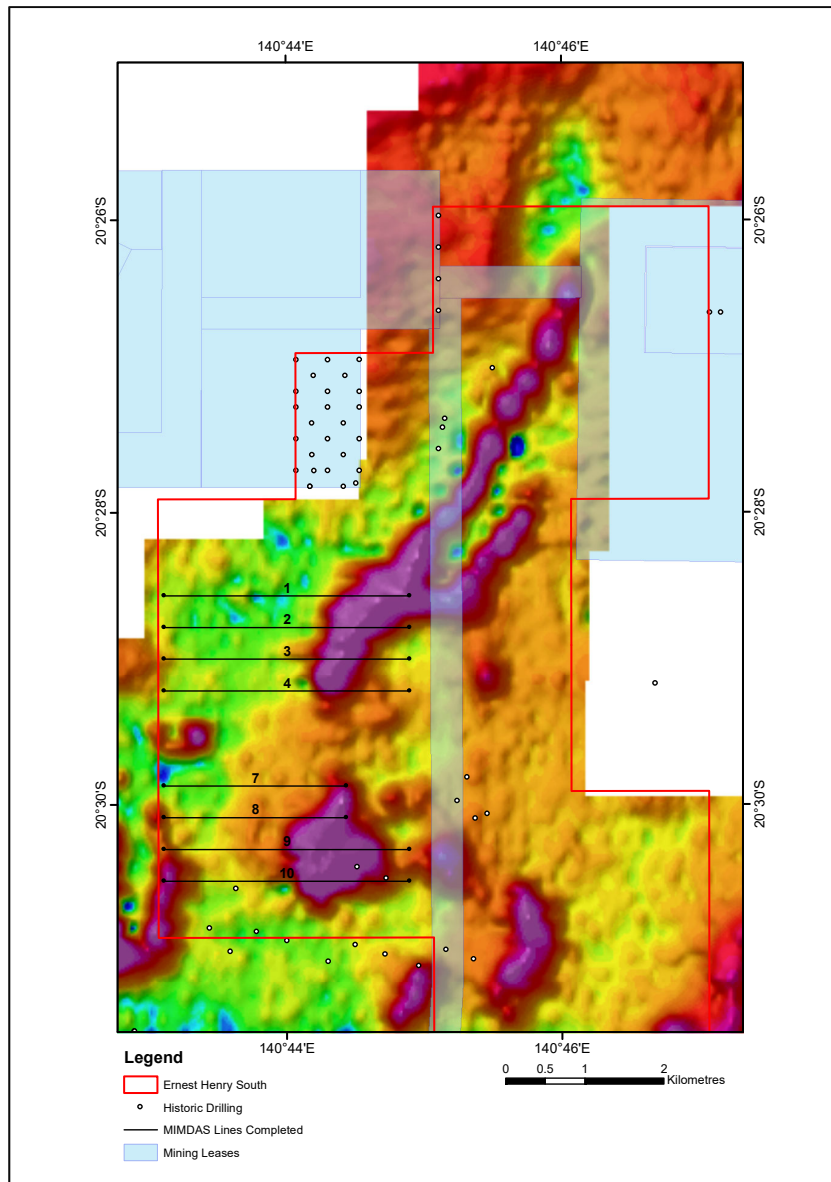 140°44'E 140°46'E
20°26'S 20°26'S
20°28'S 20°28'S
1
2
3
4
7
20°30'S 20°30'S
8
9
10
140°44'E 140°46'E
Legend
Ernest Henry South
Historic Drilling
MIMDAS Lines Completed
Mining Leases
0 0.5 1 2
Kilometres